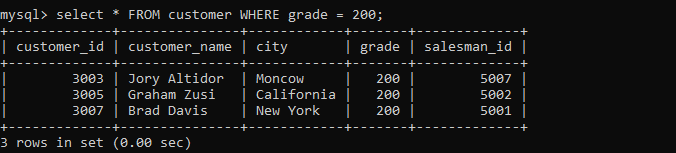 mysql> select * FROM customer WHERE grade = 200;
+-------------+---------------+------------+-------+-------------+
| customer_id | customer_name | city       | grade | salesman_id |
+-------------+---------------+------------+-------+-------------+
|        3003 | Jory Altidor  | Moncow     |   200 |        5007 |
|        3005 | Graham Zusi   | California |   200 |        5002 |
|        3007 | Brad Davis    | New York   |   200 |        5001 |
+-------------+---------------+------------+-------+-------------+
3 rows in set (0.00 sec)